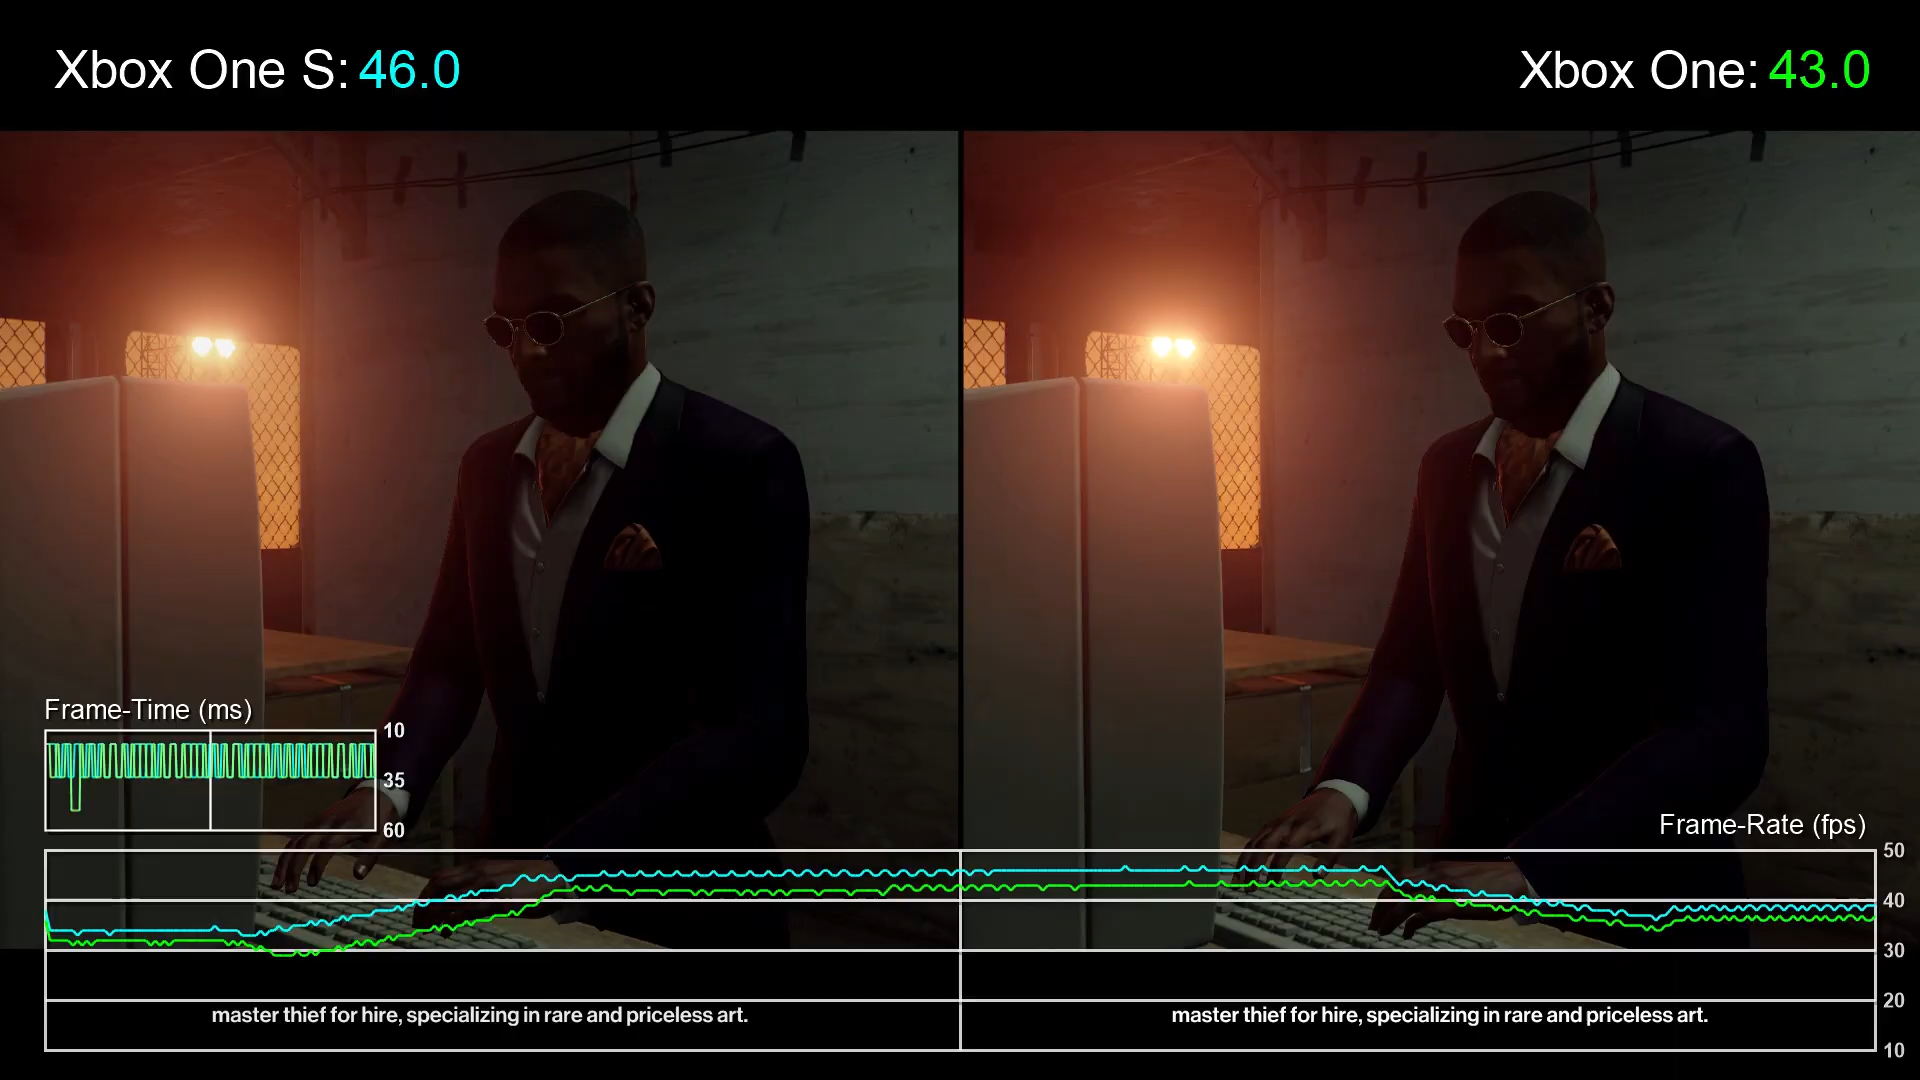 Xbox One S: 46.0
Xbox One: 43.0
Frame-Time (ms)
10
35
60
Frame-Rate (fps)
50
40
30
20
10
master thief for hire, specializing in rare and priceless art.
master thief for hire, specializing in rare and priceless art.